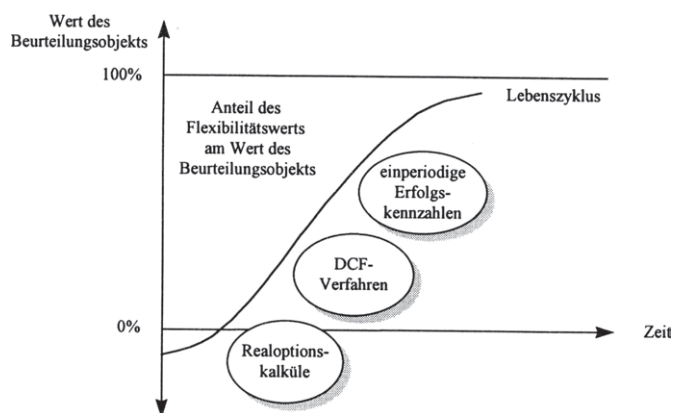 Wert des
Beurteilungsobjekts
100%
Lebenszyklus
Anteil des
Flexibilitätswerts
am Wert des
Beurteilungsobjekts
einperiodige
Erfolgs-
kennzahlen
DCF-
Verfahren
0%
Zeit
Realoptions-
kalküle